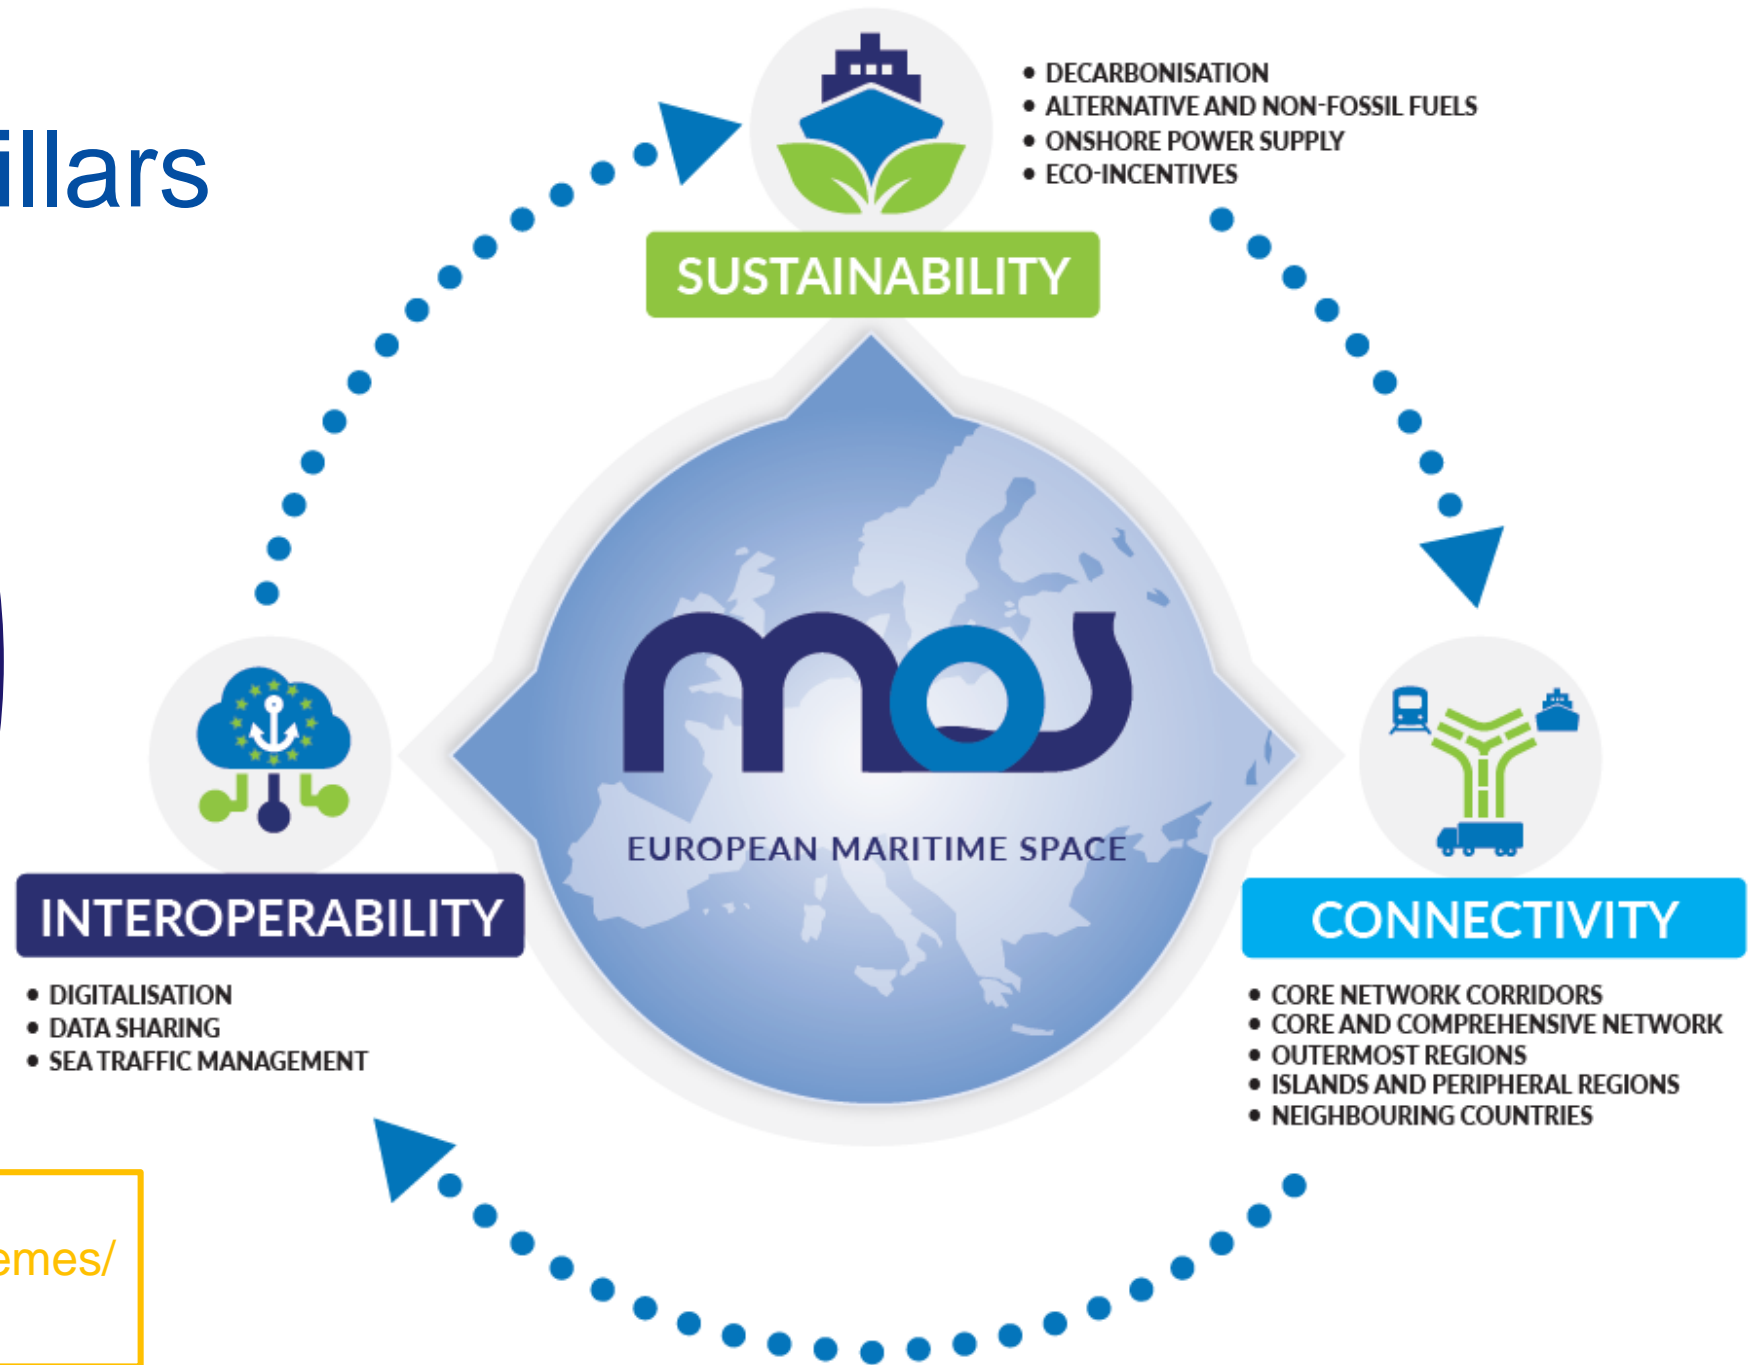 illars
• DECARBONISATION
• ALTERNATIVE AND NON-FOSSIL FUELS
• ONSHORE POWER SUPPLY
• ECO-INCENTIVES
SUSTAINABILITY
mos
EUROPEAN MARITIME SPACE
INTEROPERABILITY
• DIGITALISATION
• DATA SHARING
• SEA TRAFFIC MANAGEMENT
CONNECTIVITY
• CORE NETWORK CORRIDORS
• CORE AND COMPREHENSIVE NETWORK
• OUTERMOST REGIONS
• ISLANDS AND PERIPHERAL REGIONS
• NEIGHBOURING COUNTRIES
emes/